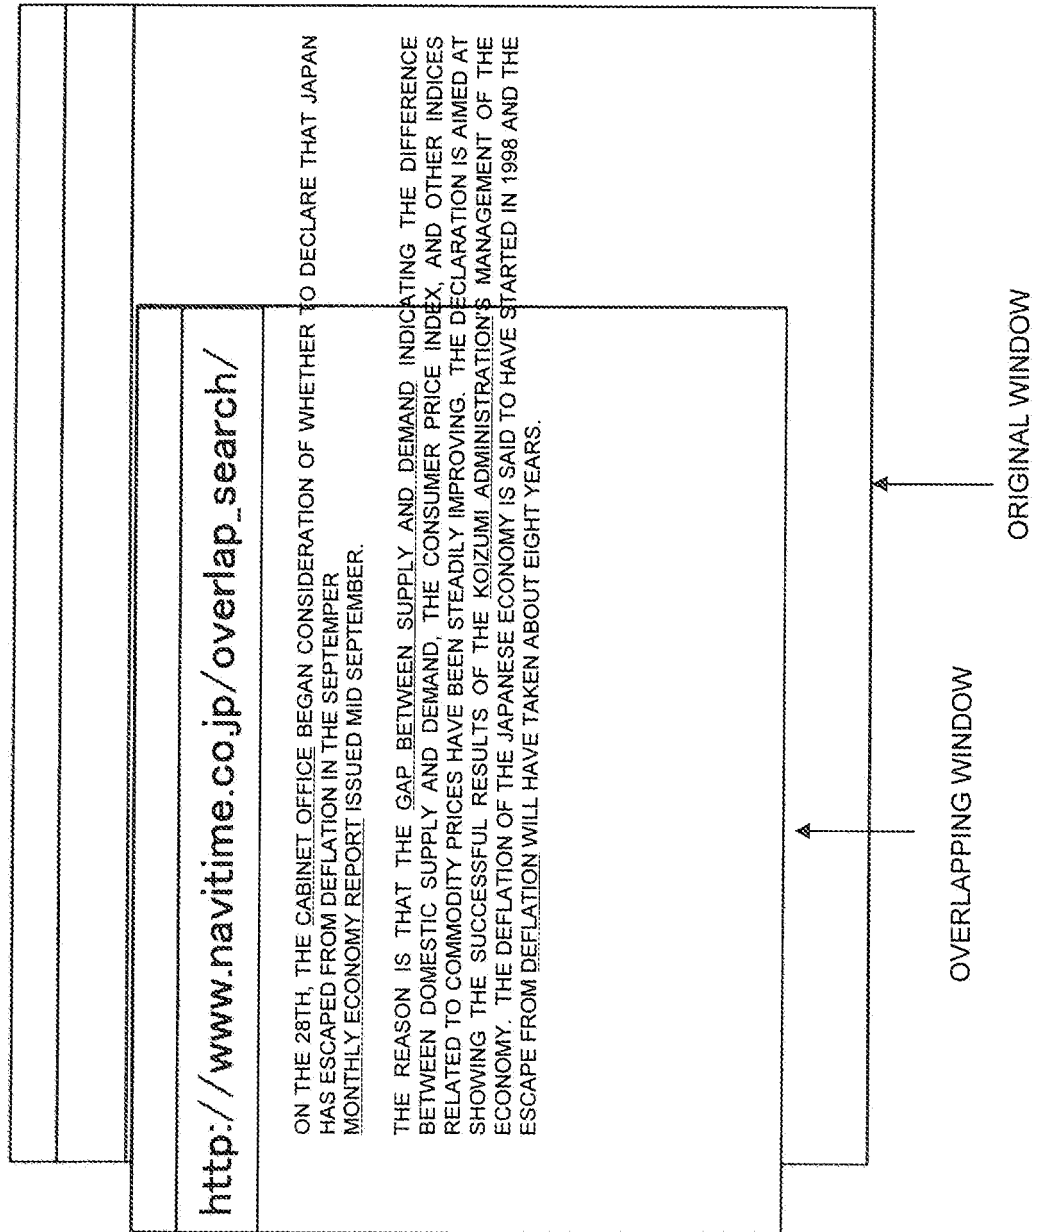 http://www.navitime.co.jp/overlap_search/
ON THE 28TH, THE CABINET OFFICE BEGAN CONSIDERATION OF WHETHER TO DECLARE THAT JAPAN
HAS ESCAPED FROM DEFLATION IN THE SEPTEMPER
MONTHLY ECONOMY REPORT ISSUED MID SEPTEMBER.
THE REASON IS THAT THE GAP BETWEEN SUPPLY AND DEMAND INDICATING THE DIFFERENCE
BETWEEN DOMESTIC SUPPLY AND DEMAND, THE CONSUMER PRICE INDEX, AND OTHER INDICES
RELATED TO COMMODITY PRICES HAVE BEEN STEADILY IMPROVING. THE DECLARATION IS AIMED AT
SHOWING THE SUCCESSFUL RESULTS OF THE KOIZUMI ADMINISTRATION'S MANAGEMENT OF THE
ECONOMY. THE DEFLATION OF THE JAPANESE ECONOMY IS SAID TO HAVE STARTED IN 1998 AND THE
ESCAPE FROM DEFLATION WILL HAVE TAKEN ABOUT EIGHT YEARS.
OVERLAPPING WINDOW
ORIGINAL WINDOW